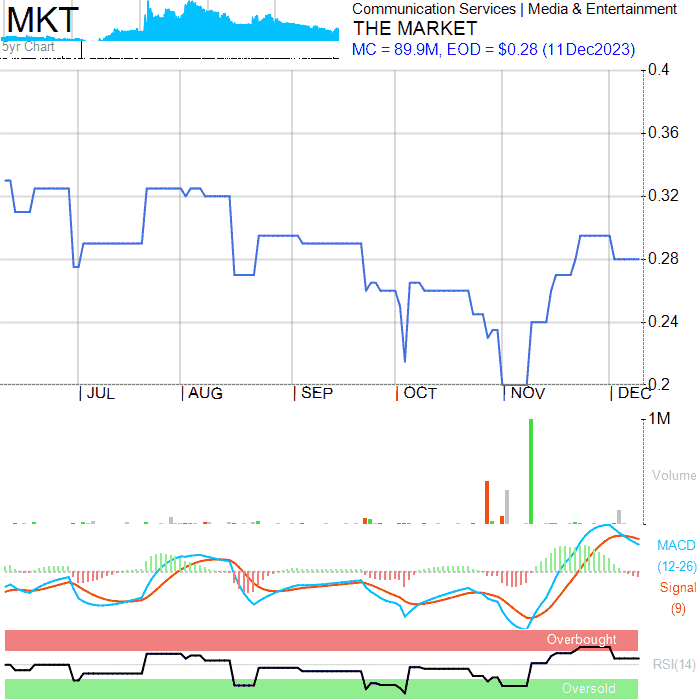 MKT
5yr Chart
Communication Services | Media & Entertainment
THE MARKET
MC = 89.9M, EOD = $0.28 (11Dec2023)
0.4
0.36
0.32
0.28
0.24
0.2
JUL AUG SEP OCT NOV DEC
1M
Volume
MACD
(12-26)
Signal
(9)
Overbought
RSI(14)
Oversold